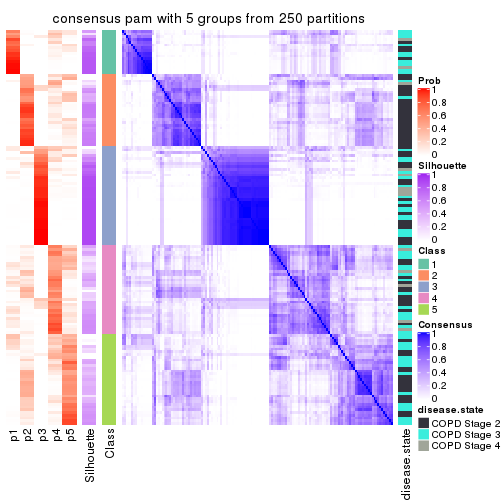 consensus pam with 5 groups from 250 partitions
p1
p2
p3
p4
p5
Silhouette
Class
disease.state
Prob
1
0.8
0.6
0.4
0.2
0
Silhouette
1
0.8
0.6
0.4
0.2
0
Class
1
2
3
4
5
Consensus
1
0.8
0.6
0.4
0.2
0
disease.state
COPD Stage 2
COPD Stage 3
COPD Stage 4